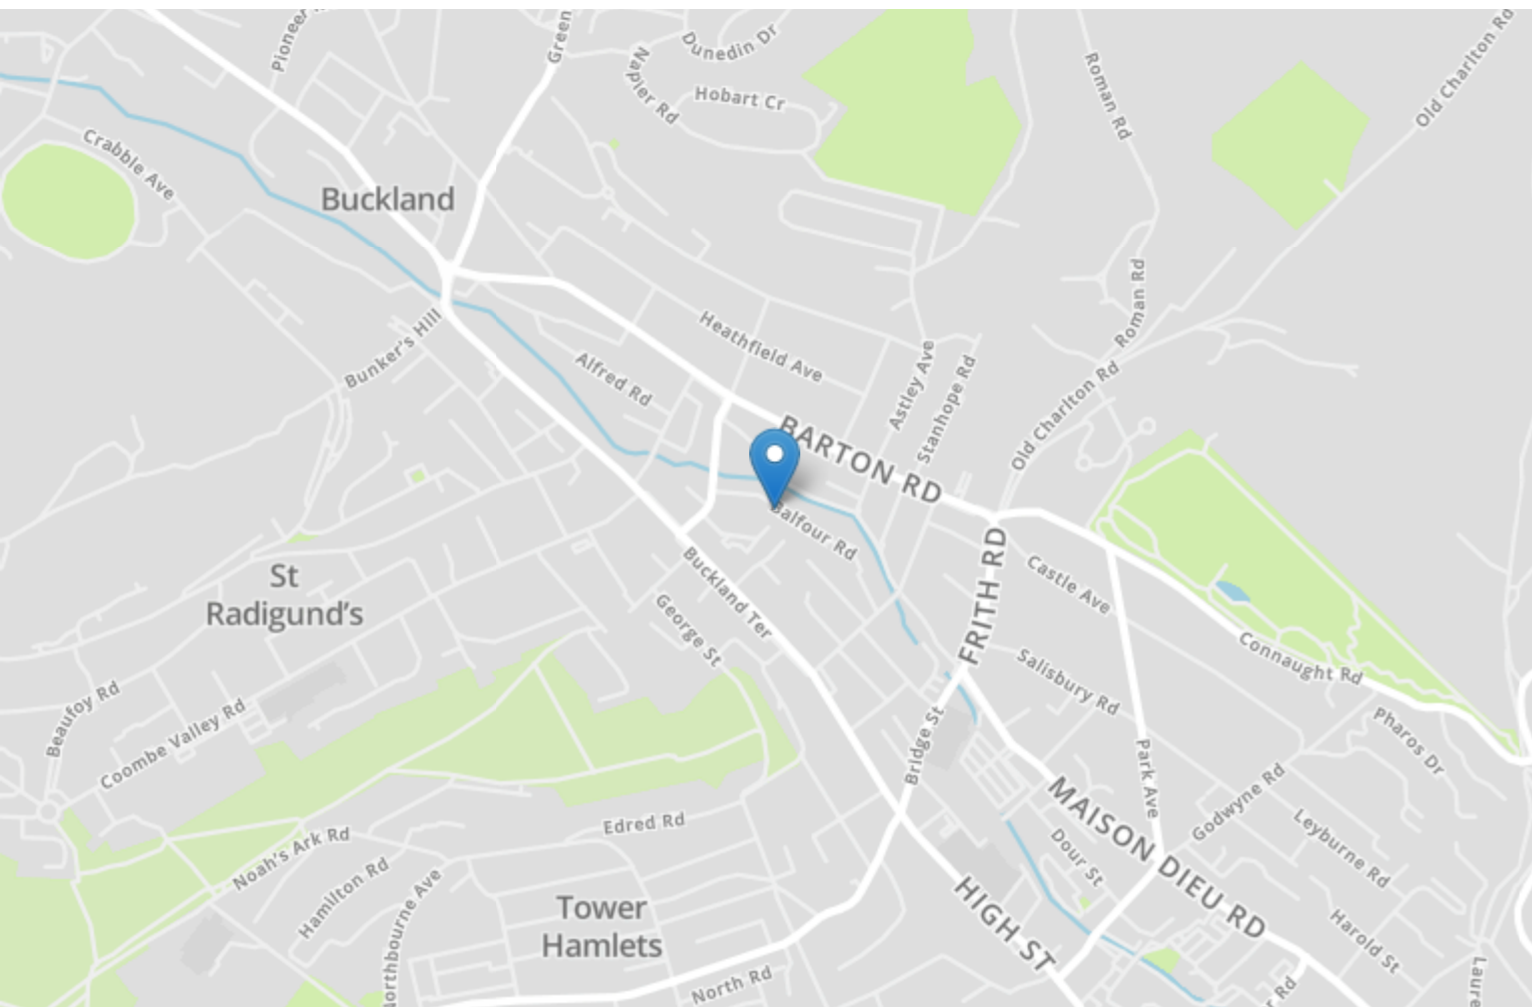 Pioneer
Green
Dunedin Dr
Napier Rd
Hobart Cr
Roman Rd
Old Charlton Rd
Crabble Ave
Buckland
Roman Rd
Bunker's Hill
Heathfield Ave
Alfred Rd
Astley Ave
Stanhope Rd
Old Charlton Rd
BARTON RD
Balfour Rd
Buckland Ter
FRITH RD
Castle Ave
St
Radigund's
George St
Connaught Rd
Salisbury Rd
Beaufoy Rd
Coombe Valley Rd
Bridge St
Pharos Dr
Park Ave
Godwyne Rd
MAISON DIEU RD
Edred Rd
Leyburne Rd
Noah's Ark Rd
Dour St
Hamilton Rd
orthbourne Ave
Tower
Hamlets
HIGH ST
Harold St
North Rd
Laure
r Rd